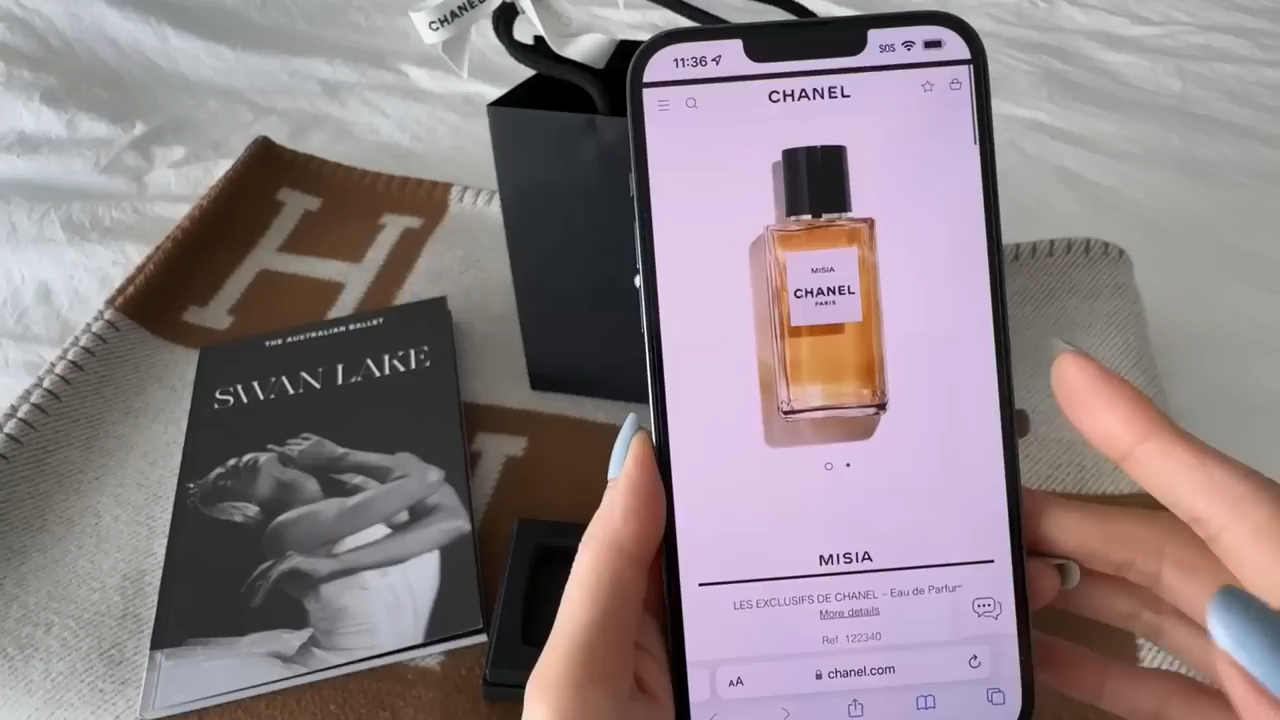 CHANEL
H
THE AUSTRALIAN BALLET
SWAN LAKE
11:36
SOS
CHANEL
MISIA
CHANEL
PARIS
MISIA
LES EXCLUSIFS DE CHANEL – Eau de Parfum
More details
Ref. 122340
AA
chanel.com